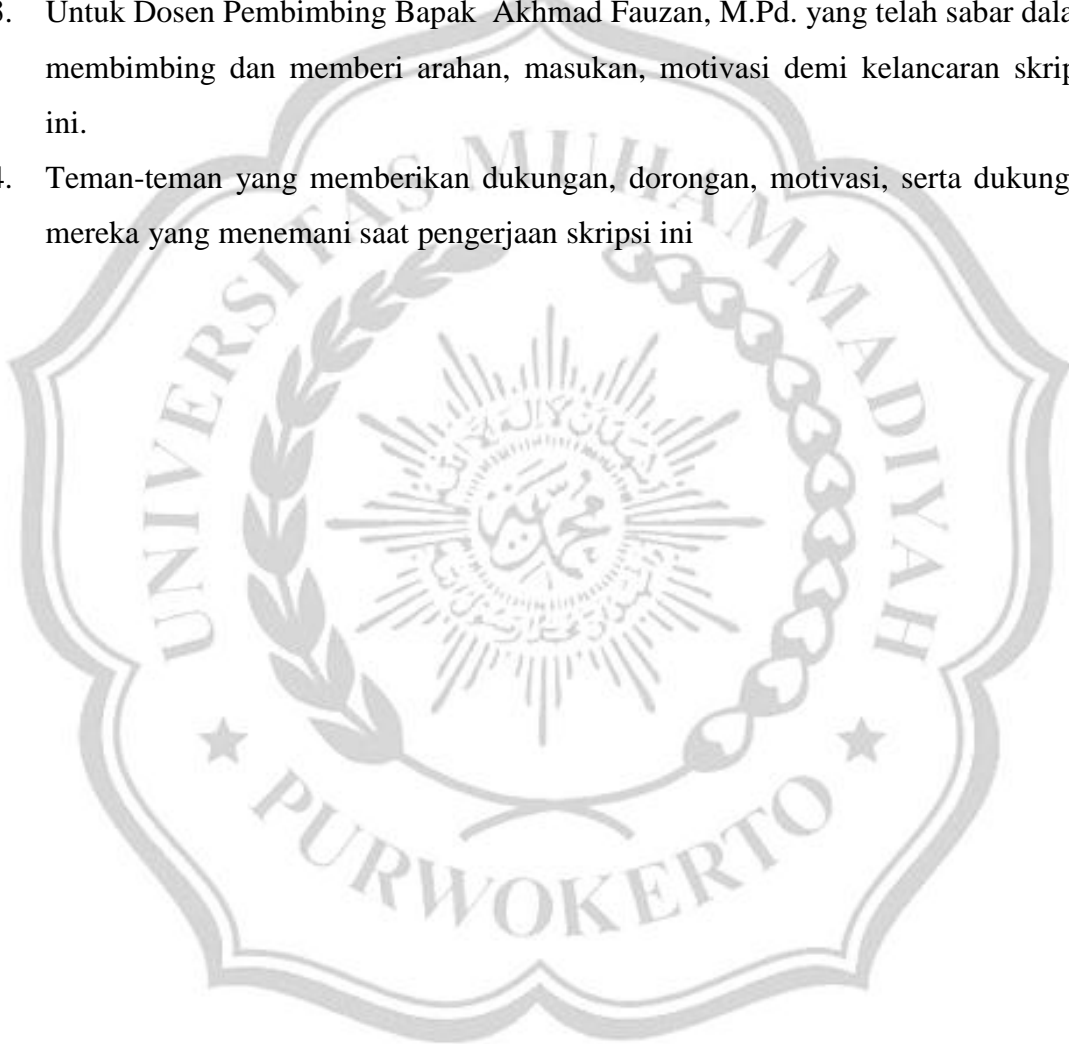 3. Untuk Dosen Pembimbing Bapak Akhmad Fauzan, M.Pd. yang telah sabar dala
membimbing dan memberi arahan, masukan, motivasi demi kelancaran skrip
ini.
4. Teman-teman yang memberikan dukungan, dorongan, motivasi, serta dukung
mereka yang menemani saat pengerjaan skripsi ini
UNIVERSITAS MUHAMMADIYAH
محمد
PURWOKERTO